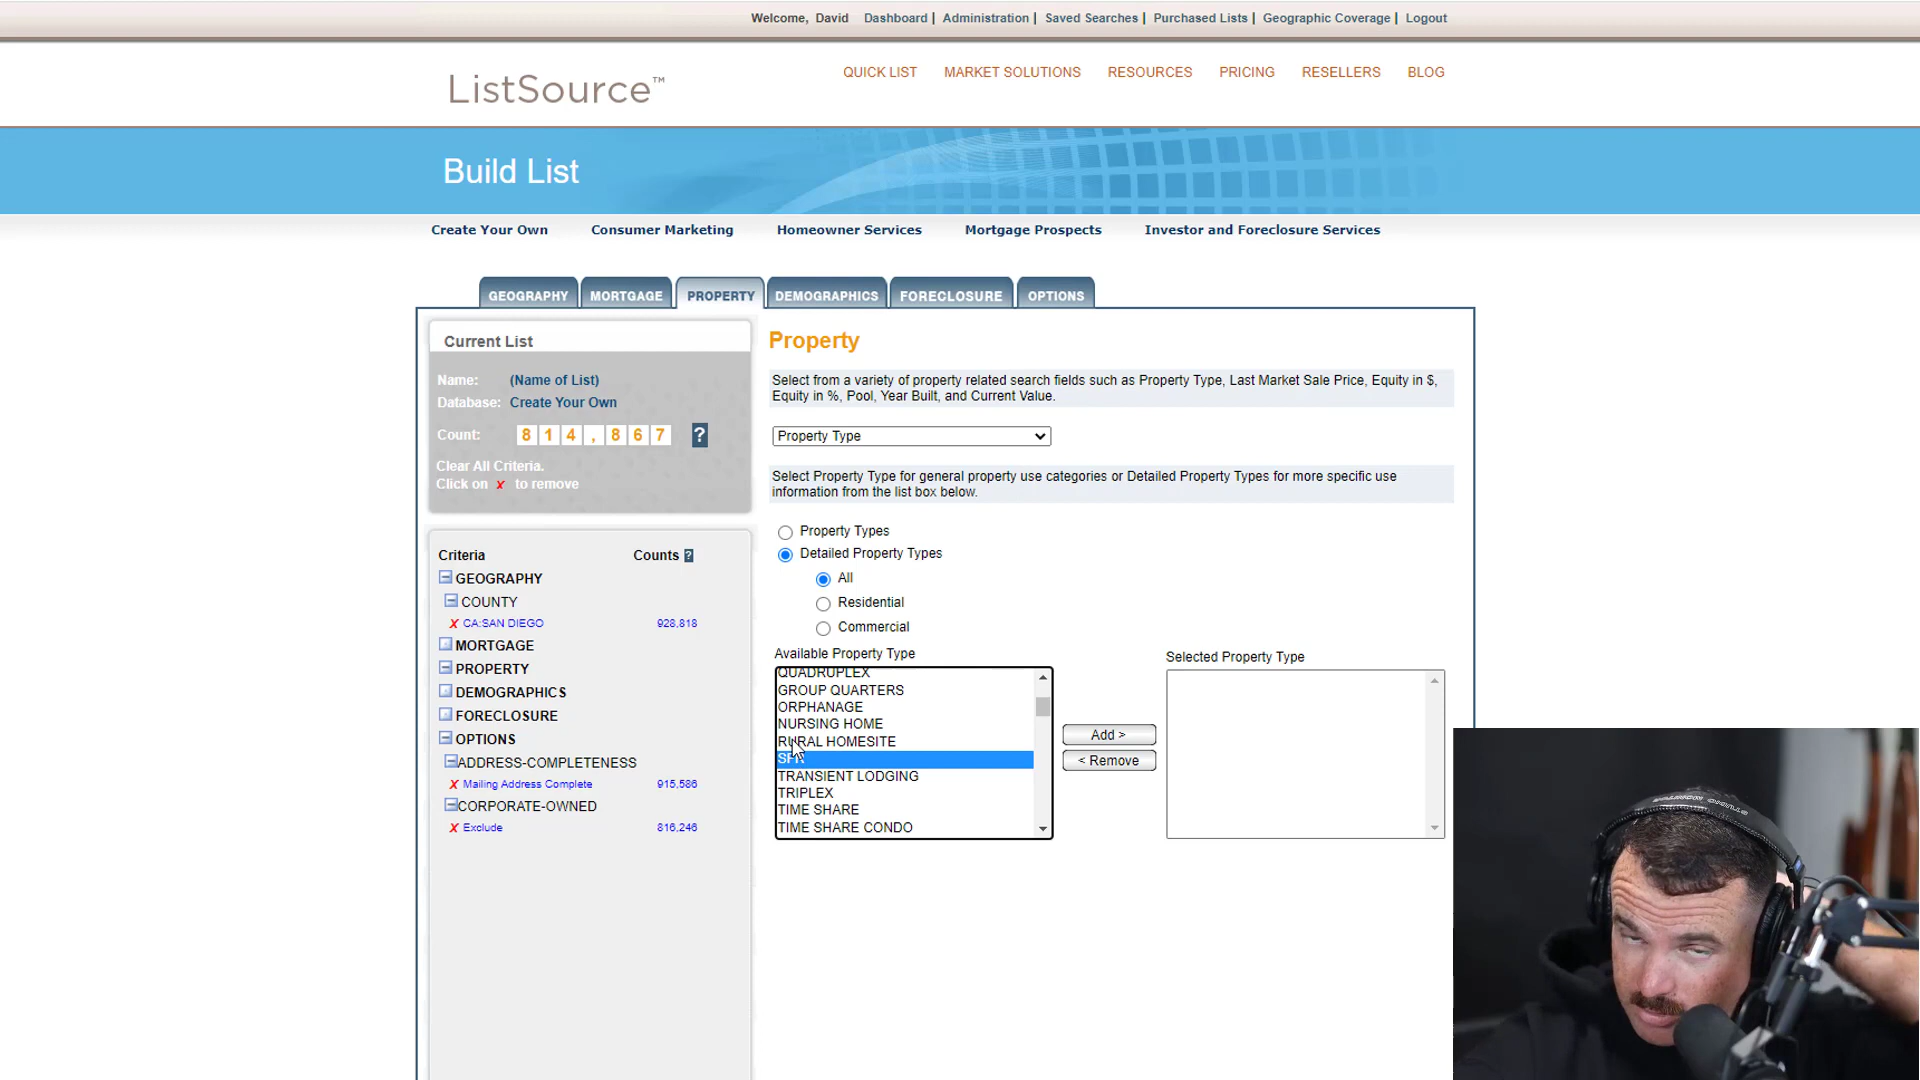 Welcome, David Dashboard | Administration | Saved Searches | Purchased Lists | Geographic Coverage | Logout
ListSource™
QUICK LIST MARKET SOLUTIONS RESOURCES PRICING RESELLERS BLOG
Build List
Create Your Own Consumer Marketing Homeowner Services Mortgage Prospects Investor and Foreclosure Services
GEOGRAPHY MORTGAGE PROPERTY DEMOGRAPHICS FORECLOSURE OPTIONS
Current List
Name: (Name of List)
Database: Create Your Own
Count: 814,867 ?
Clear All Criteria.
Click on x to remove
Criteria Counts ?
GEOGRAPHY
COUNTY
X CA:SAN DIEGO 928,818
MORTGAGE
PROPERTY
DEMOGRAPHICS
FORECLOSURE
OPTIONS
ADDRESS-COMPLETENESS
X Mailing Address Complete 915,586
CORPORATE-OWNED
X Exclude 816,246
Property
Select from a variety of property related search fields such as Property Type, Last Market Sale Price, Equity in $,
Equity in %, Pool, Year Built, and Current Value.
Property Type
Select Property Type for general property use categories or Detailed Property Types for more specific use
information from the list box below.
Property Types
Detailed Property Types
All
Residential
Commercial
Available Property Type
QUADRUPLEX
GROUP QUARTERS
ORPHANAGE
NURSING HOME
RURAL HOMESITE
SFR
TRANSIENT LODGING
TRIPLEX
TIME SHARE
TIME SHARE CONDO
Add >
< Remove
Selected Property Type